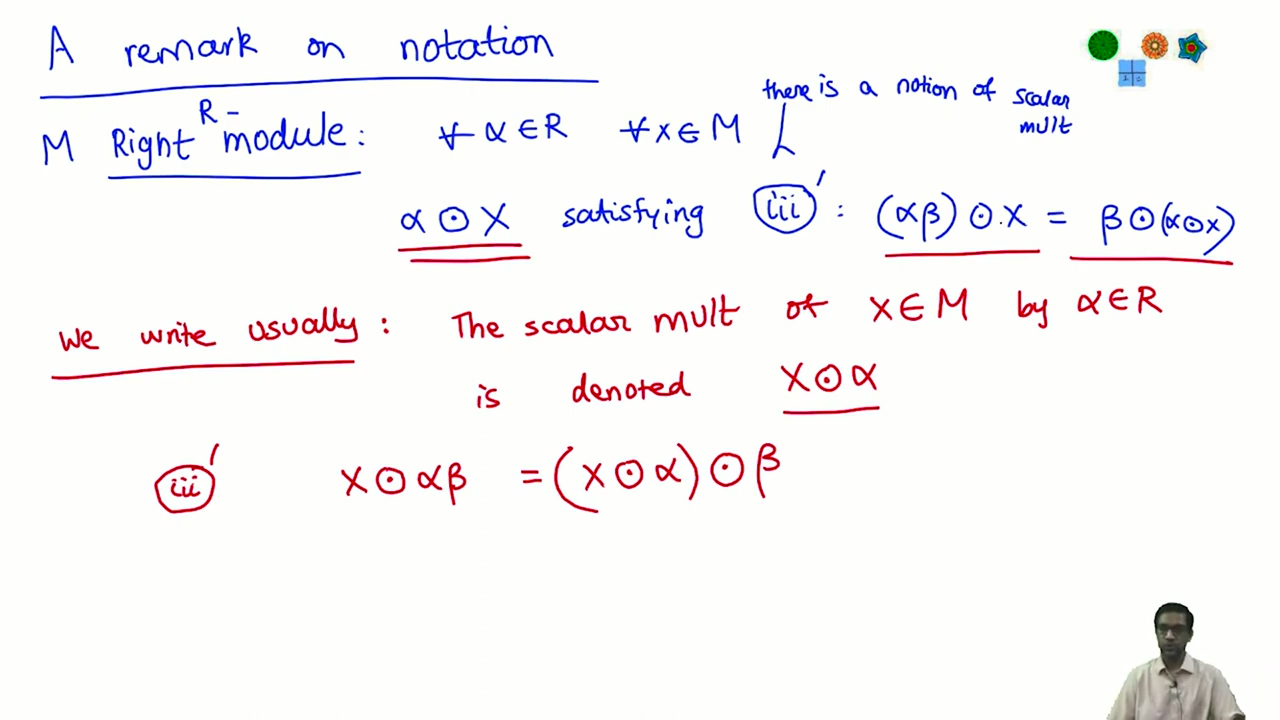 A remark on notation
there is a notion of scalar mult
M Right R-module: ∀ α ∈ R ∀ x ∈ M
α ⊙ x satisfying (iii)′ : (αβ) ⊙ x = β ⊙ (α ⊙ x)
We write usually : The scalar mult of x ∈ M by α ∈ R
is denoted x ⊙ α
(iii)′ x ⊙ αβ = (x ⊙ α) ⊙ β